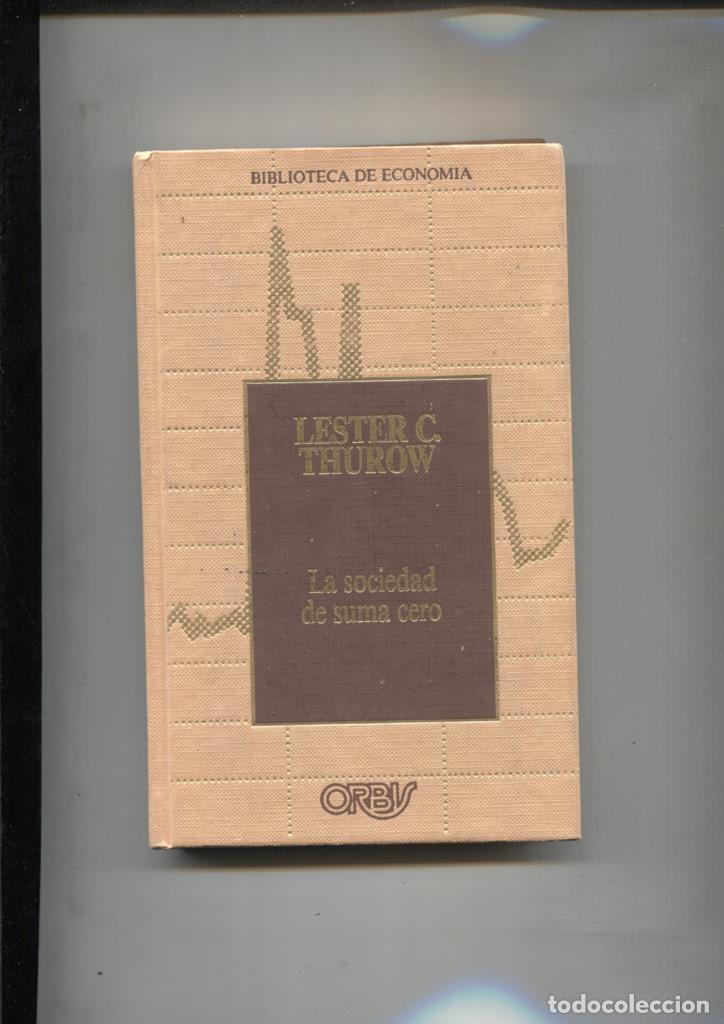 BIBLIOTECA DE ECONOMIA
LESTER C.
THUROW
La sociedad
de suma cero
ORBIS
todocoleccion